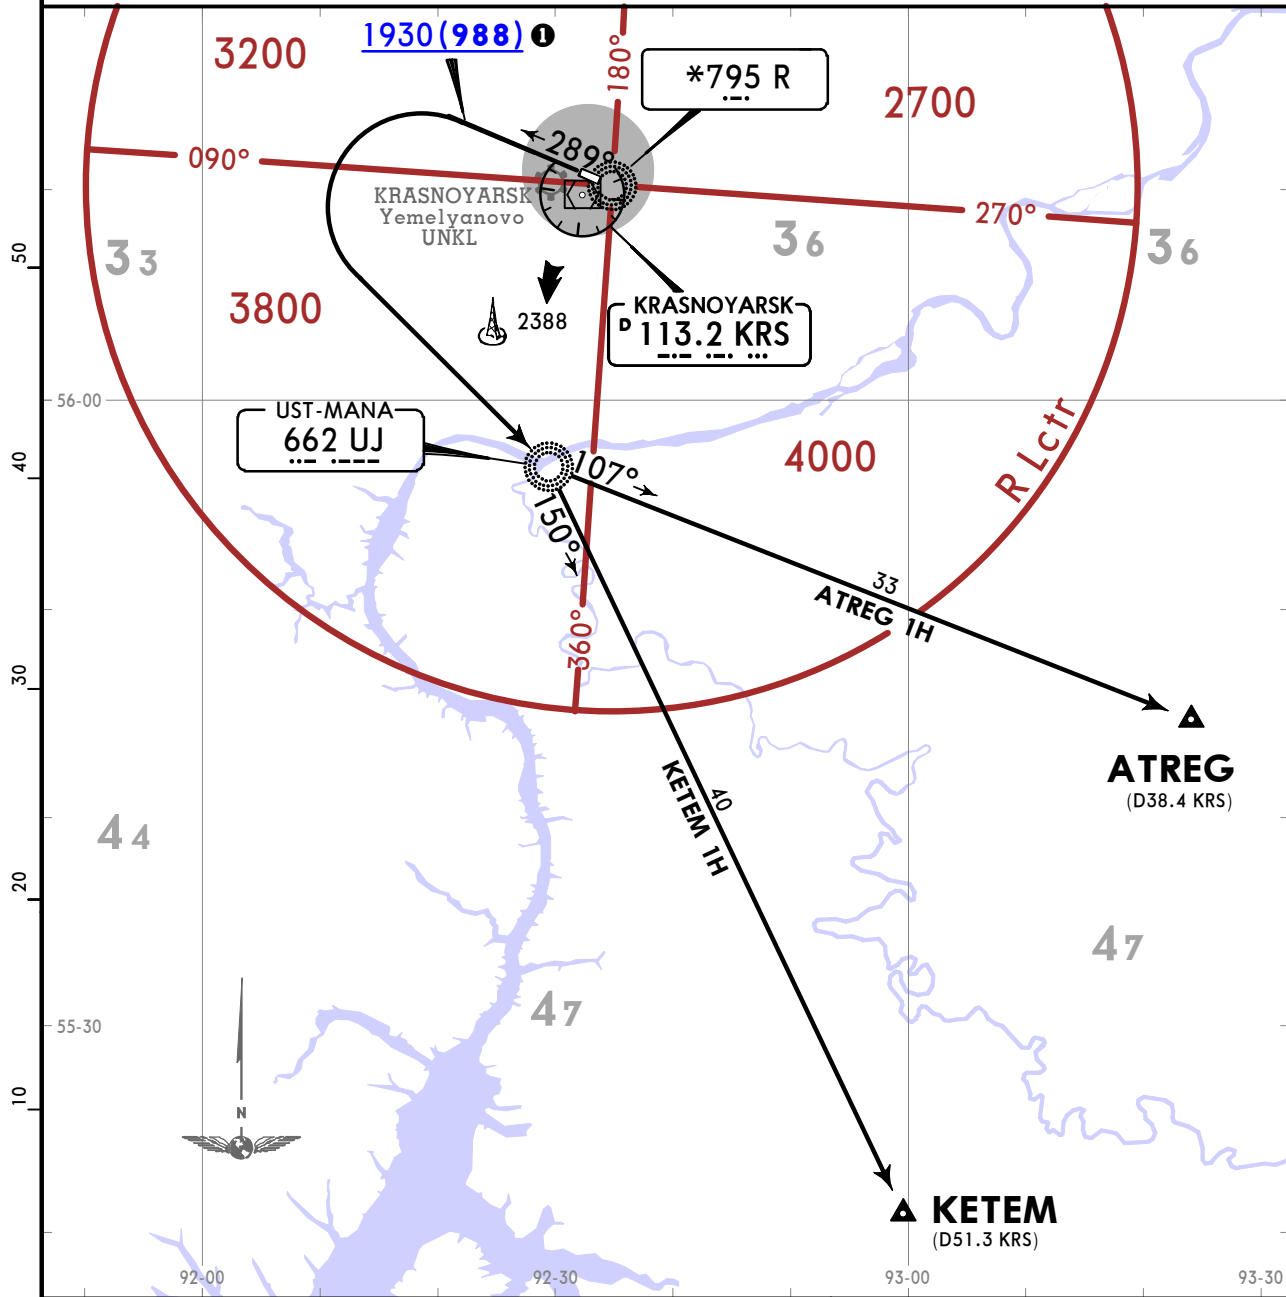 3200
1930(988) ❶
180°
*795 R
2700
289°
090°
KRASNOYARSK
Yemelyanovo
UNKL
270°
36
36
33
50
3800
2388
KRASNOYARSK
D 113.2 KRS
56-00
UST-MANA
662 UJ
40
107°
4000
R Lctr
150°
33
ATREG 1H
360°
30
ATREG
(D38.4 KRS)
40
KETEM 1H
44
20
47
47
55-30
10
N
KETEM
(D51.3 KRS)
92-00
92-30
93-00
93-30